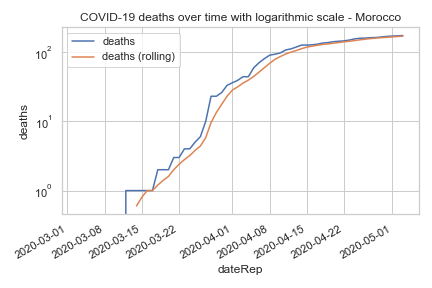 COVID-19 deaths over time with logarithmic scale - Morocco
deaths
deaths (rolling)
deaths
10²
10¹
10⁰
2020-03-01
2020-03-08
2020-03-15
2020-03-22
2020-04-01
2020-04-08
2020-04-15
2020-04-22
2020-05-01
dateRep